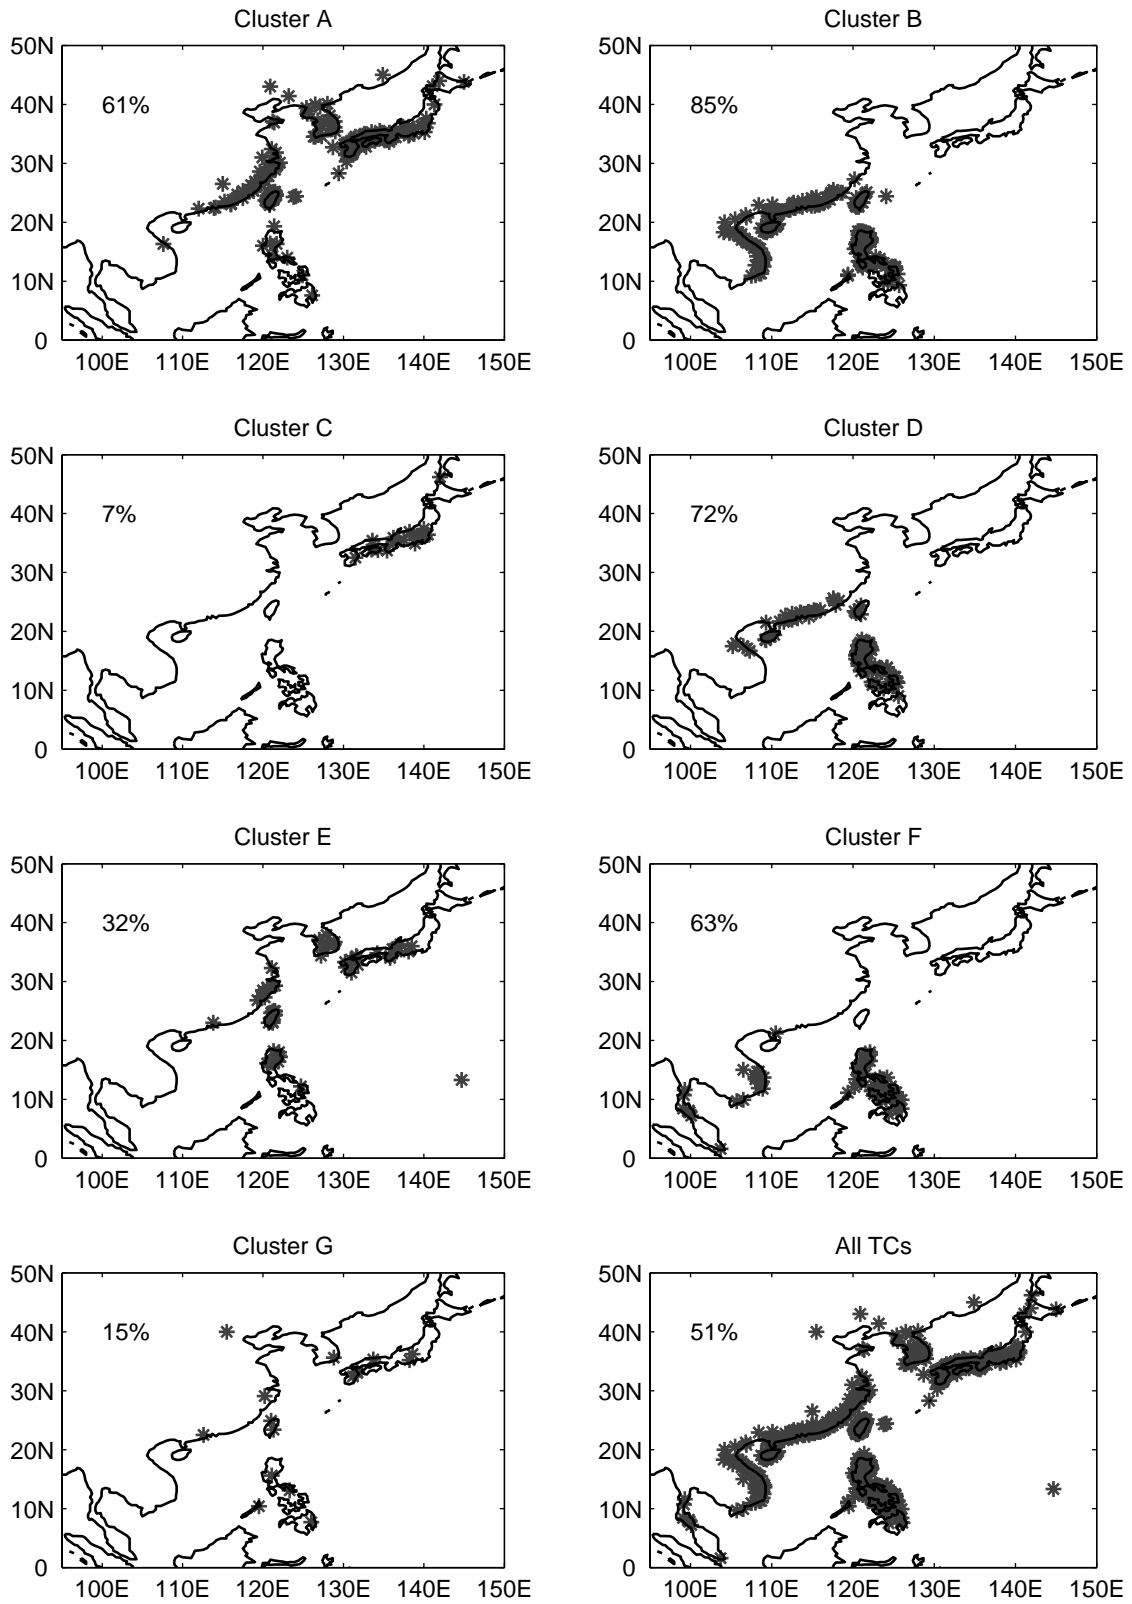 Cluster A
50N
40N
30N
20N
10N
0
61%
100E 110E 120E 130E 140E 150E
Cluster B
50N
40N
30N
20N
10N
0
85%
100E 110E 120E 130E 140E 150E
Cluster C
50N
40N
30N
20N
10N
0
7%
100E 110E 120E 130E 140E 150E
Cluster D
50N
40N
30N
20N
10N
0
72%
100E 110E 120E 130E 140E 150E
Cluster E
50N
40N
30N
20N
10N
0
32%
100E 110E 120E 130E 140E 150E
Cluster F
50N
40N
30N
20N
10N
0
63%
100E 110E 120E 130E 140E 150E
Cluster G
50N
40N
30N
20N
10N
0
15%
100E 110E 120E 130E 140E 150E
All TCs
50N
40N
30N
20N
10N
0
51%
100E 110E 120E 130E 140E 150E